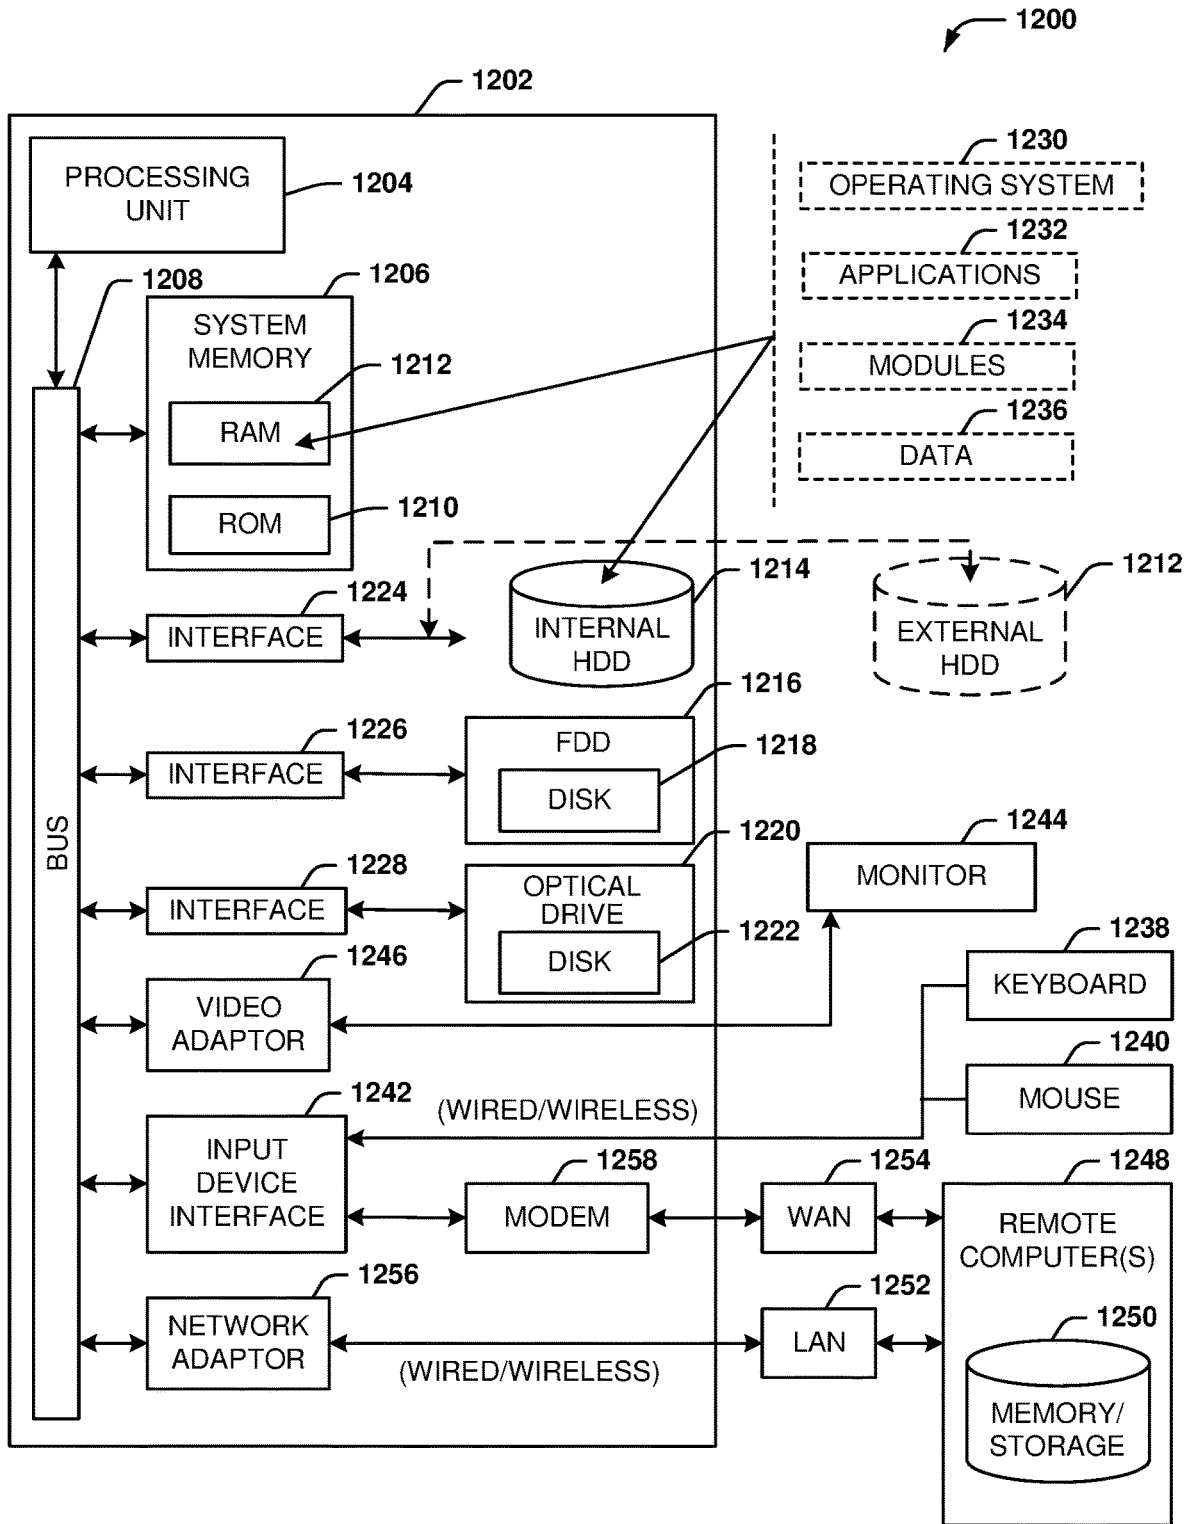 1200
1202
PROCESSING
UNIT
1204
1230
OPERATING SYSTEM
1232
APPLICATIONS
1234
MODULES
1236
DATA
1208
1206
SYSTEM
MEMORY
1212
RAM
1210
ROM
1224
INTERFACE
1214
INTERNAL
HDD
1212
EXTERNAL
HDD
1216
FDD
1226
INTERFACE
1218
DISK
BUS
1220
OPTICAL
DRIVE
1228
INTERFACE
1222
DISK
1244
MONITOR
1246
VIDEO
ADAPTOR
1238
KEYBOARD
1240
MOUSE
1242
INPUT
DEVICE
INTERFACE
(WIRED/WIRELESS)
1258
MODEM
1254
WAN
1248
REMOTE
COMPUTER(S)
1256
NETWORK
ADAPTOR
(WIRED/WIRELESS)
1252
LAN
1250
MEMORY/
STORAGE